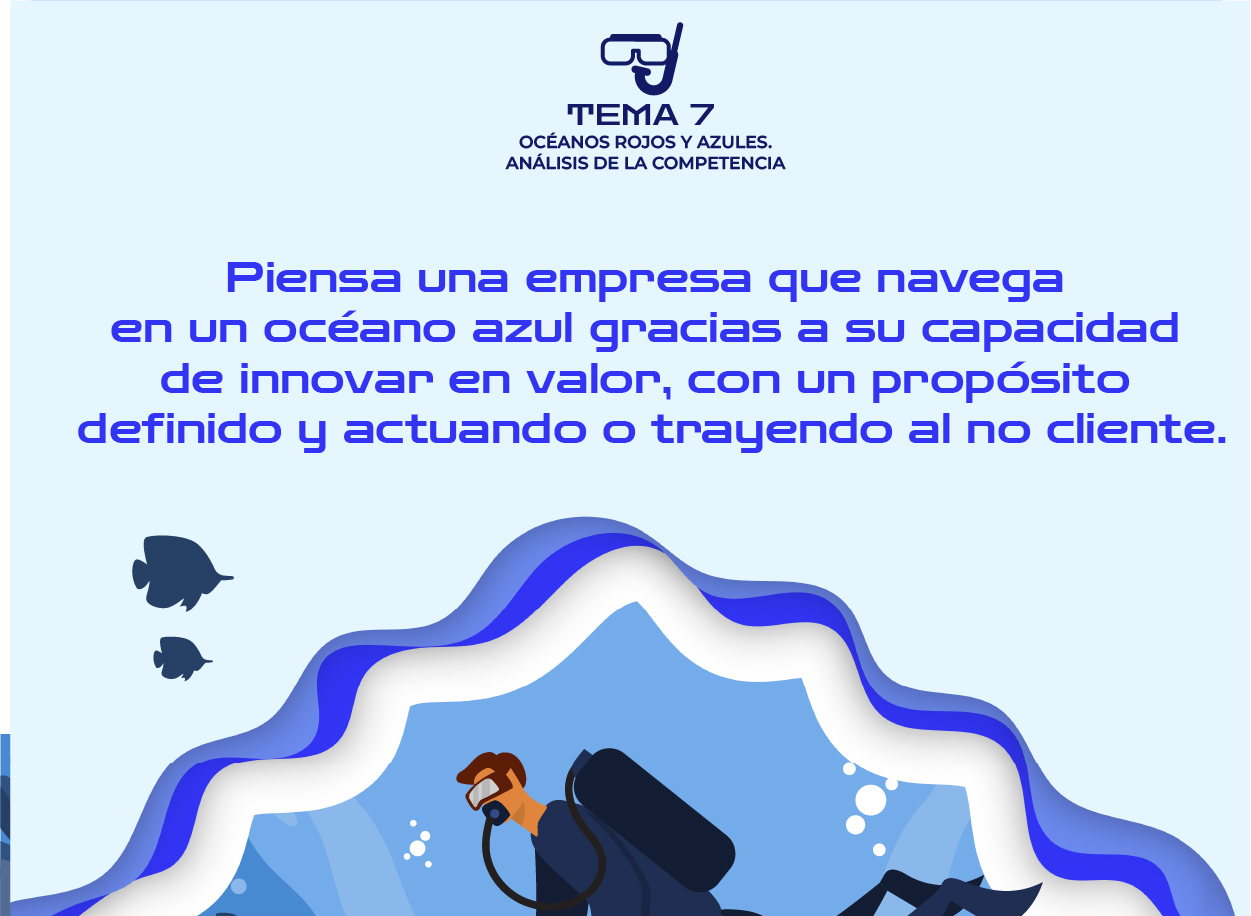 TEMA 7
OCÉANOS ROJOS Y AZULES.
ANÁLISIS DE LA COMPETENCIA
Piensa una empresa que navega
en un océano azul gracias a su capacidad
de innovar en valor, con un propósito
definido y actuando o trayendo al no cliente.